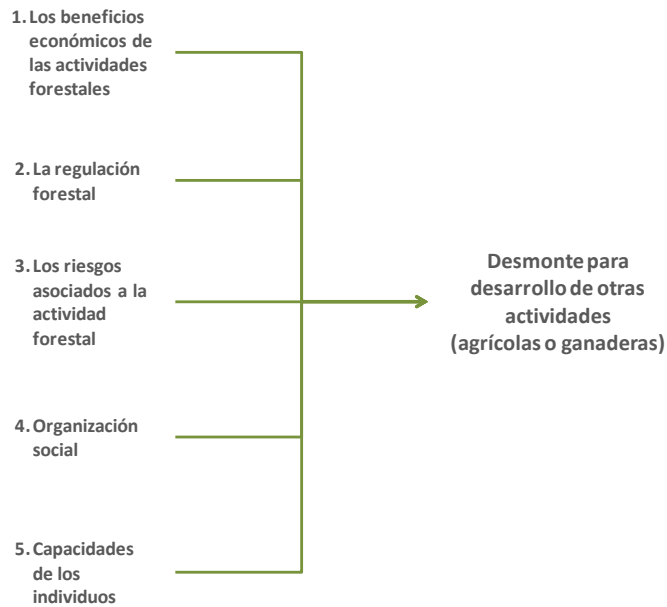 1. Los beneficios
económicos de
las actividades
forestales
2. La regulación
forestal
3. Los riesgos
asociados a la
actividad
forestal
4. Organización
social
5. Capacidades
de los
individuos
Desmonte para
desarrollo de otras
actividades
(agrícolas o ganaderas)